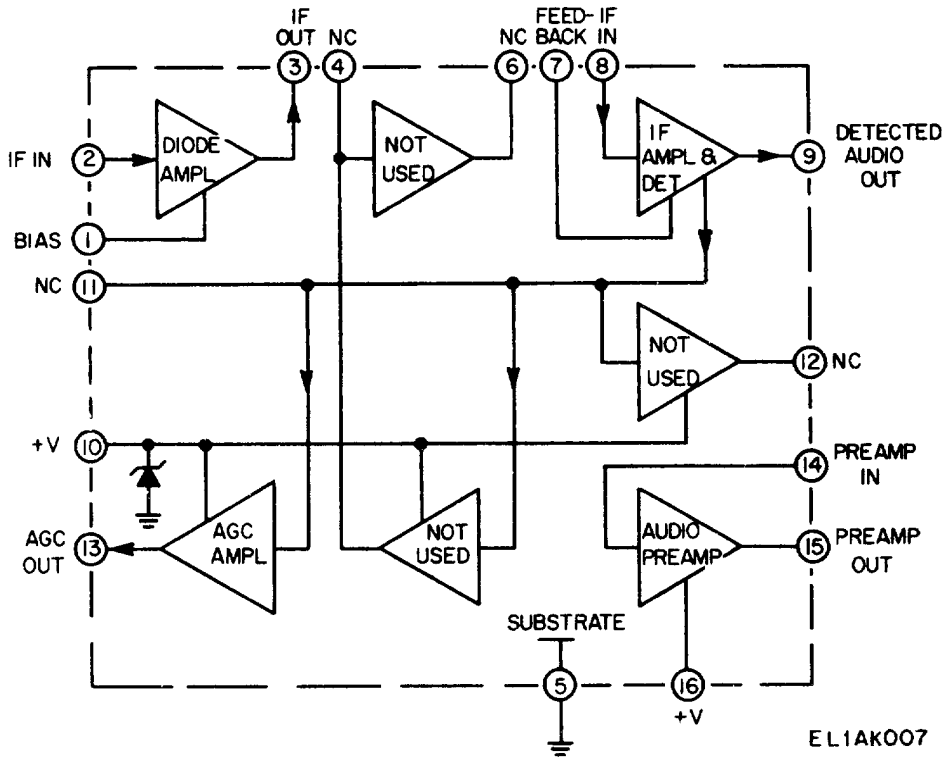 IF
OUT
NC
FEED-
BACK
IF
IN
NC
3
4
6
7
8
IF IN
2
DIODE
AMPL
NOT
USED
IF
AMPL &
DET
9
DETECTED
AUDIO
OUT
BIAS
1
NC
11
NOT
USED
12
NC
+V
10
14
PREAMP
IN
AGC
OUT
13
AGC
AMPL
NOT
USED
AUDIO
PREAMP
15
PREAMP
OUT
SUBSTRATE
5
16
+V
EL1AK007